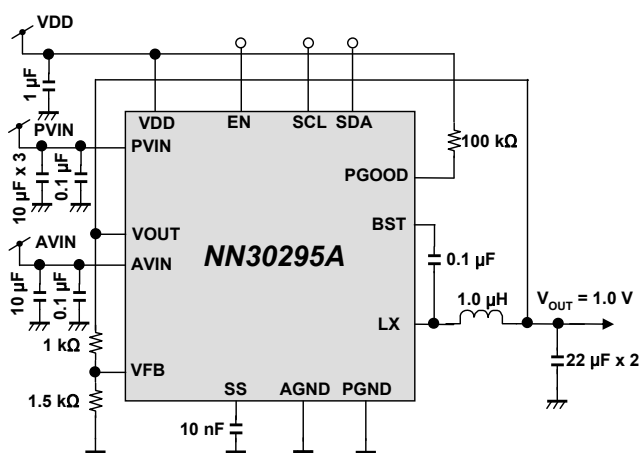 VDD
1 µF
VDD
EN
SCL
SDA
PVIN
PVIN
10 µF x 3
0.1 µF
100 kΩ
PGOOD
VOUT
BST
NN30295A
AVIN
AVIN
0.1 µF
10 µF
0.1 µF
1.0 µH
VOUT = 1.0 V
LX
1 kΩ
VFB
22 µF x 2
1.5 kΩ
SS
AGND
PGND
10 nF